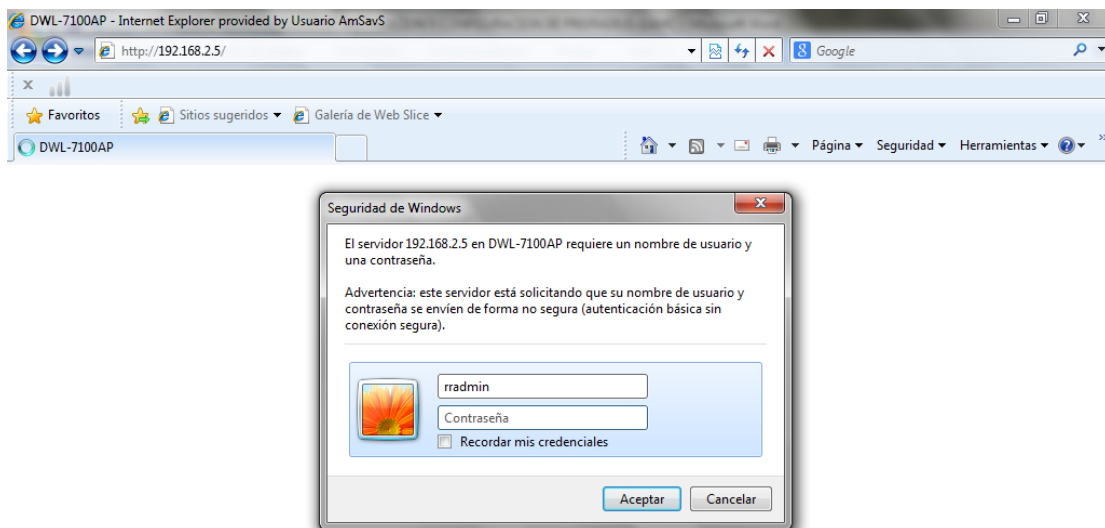 DWL-7100AP - Internet Explorer provided by Usuario AmSavS
http://192.168.2.5/
Google
x
Favoritos Sitios sugeridos Galería de Web Slice
DWL-7100AP
Página Seguridad Herramientas »
Seguridad de Windows
El servidor 192.168.2.5 en DWL-7100AP requiere un nombre de usuario y
una contraseña.
Advertencia: este servidor está solicitando que su nombre de usuario y
contraseña se envíen de forma no segura (autenticación básica sin
conexión segura).
rradmin
Contraseña
Recordar mis credenciales
Aceptar Cancelar